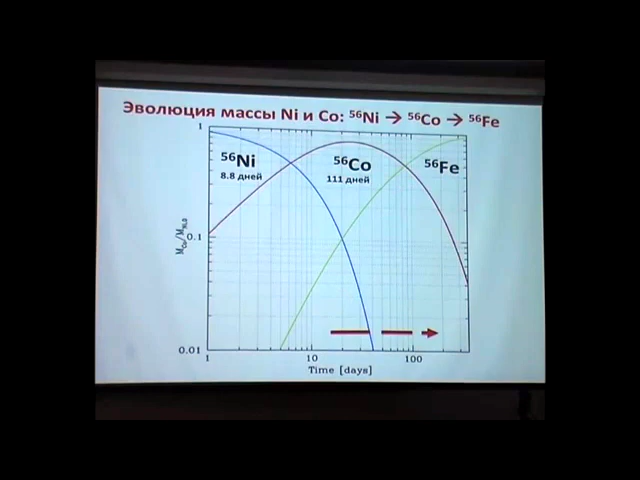 Эволюция массы Ni и Co: ⁵⁶Ni → ⁵⁶Co → ⁵⁶Fe
1
⁵⁶Ni
8.8 дней
⁵⁶Co
111 дней
⁵⁶Fe
0.1
0.01
1
10
100
Time [days]